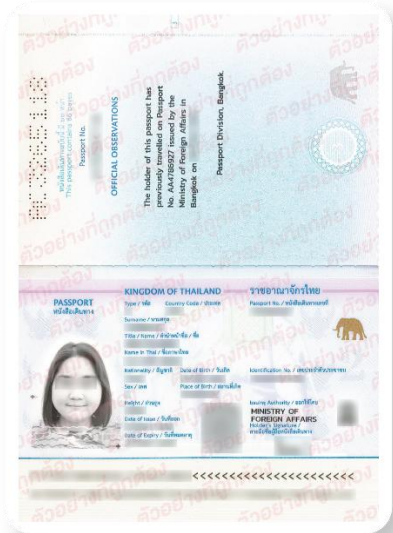 หนังสือเดินทางเล่มนี้ มี 66 หน้า
This passport contains 66 pages
Passport No.
OFFICIAL OBSERVATIONS
The holder of this passport has
previously travelled on Passport
No. AA4786927 issued by the
Ministry of Foreign Affairs in
Bangkok on
Passport Division, Bangkok.
PASSPORT
หนังสือเดินทาง
KINGDOM OF THAILAND
ราชอาณาจักรไทย
Type / รหัส
Country Code / ประเทศ
Passport No. / หนังสือเดินทางเลขที่
Surname / นามสกุล
Title / Name / คำนำหน้าชื่อ / ชื่อ
Name in Thai / ชื่อภาษาไทย
Nationality / สัญชาติ
Date of Birth / วันเกิด
Identification No. / เลขประจำตัวประชาชน
Sex / เพศ
Place of Birth / สถานที่เกิด
Height / ส่วนสูง
Date of Issue / วันที่ออก
Issuing Authority / ออกให้โดย
MINISTRY OF
FOREIGN AFFAIRS
Holder's Signature /
ลายมือชื่อผู้ถือหนังสือเดินทาง
Date of Expiry / วันที่หมดอายุ
<<<<<<<<<<<<<<<<<<<<<<
ตัวอย่างที่ถูกต้อง